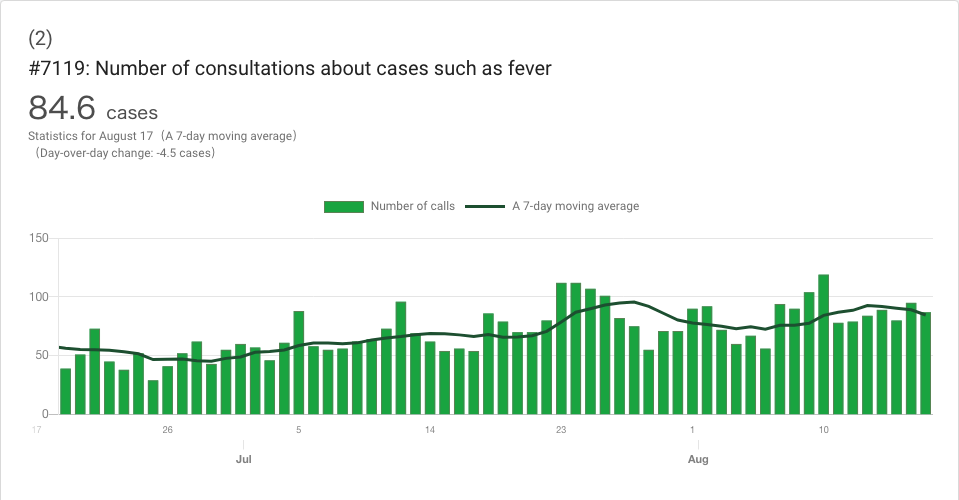 (2)
#7119: Number of consultations about cases such as fever
84.6 cases
Statistics for August 17（A 7-day moving average）
（Day-over-day change: -4.5 cases）
Number of calls A 7-day moving average
150
100
50
0
17 26 5 14 23 1 10
Jul Aug